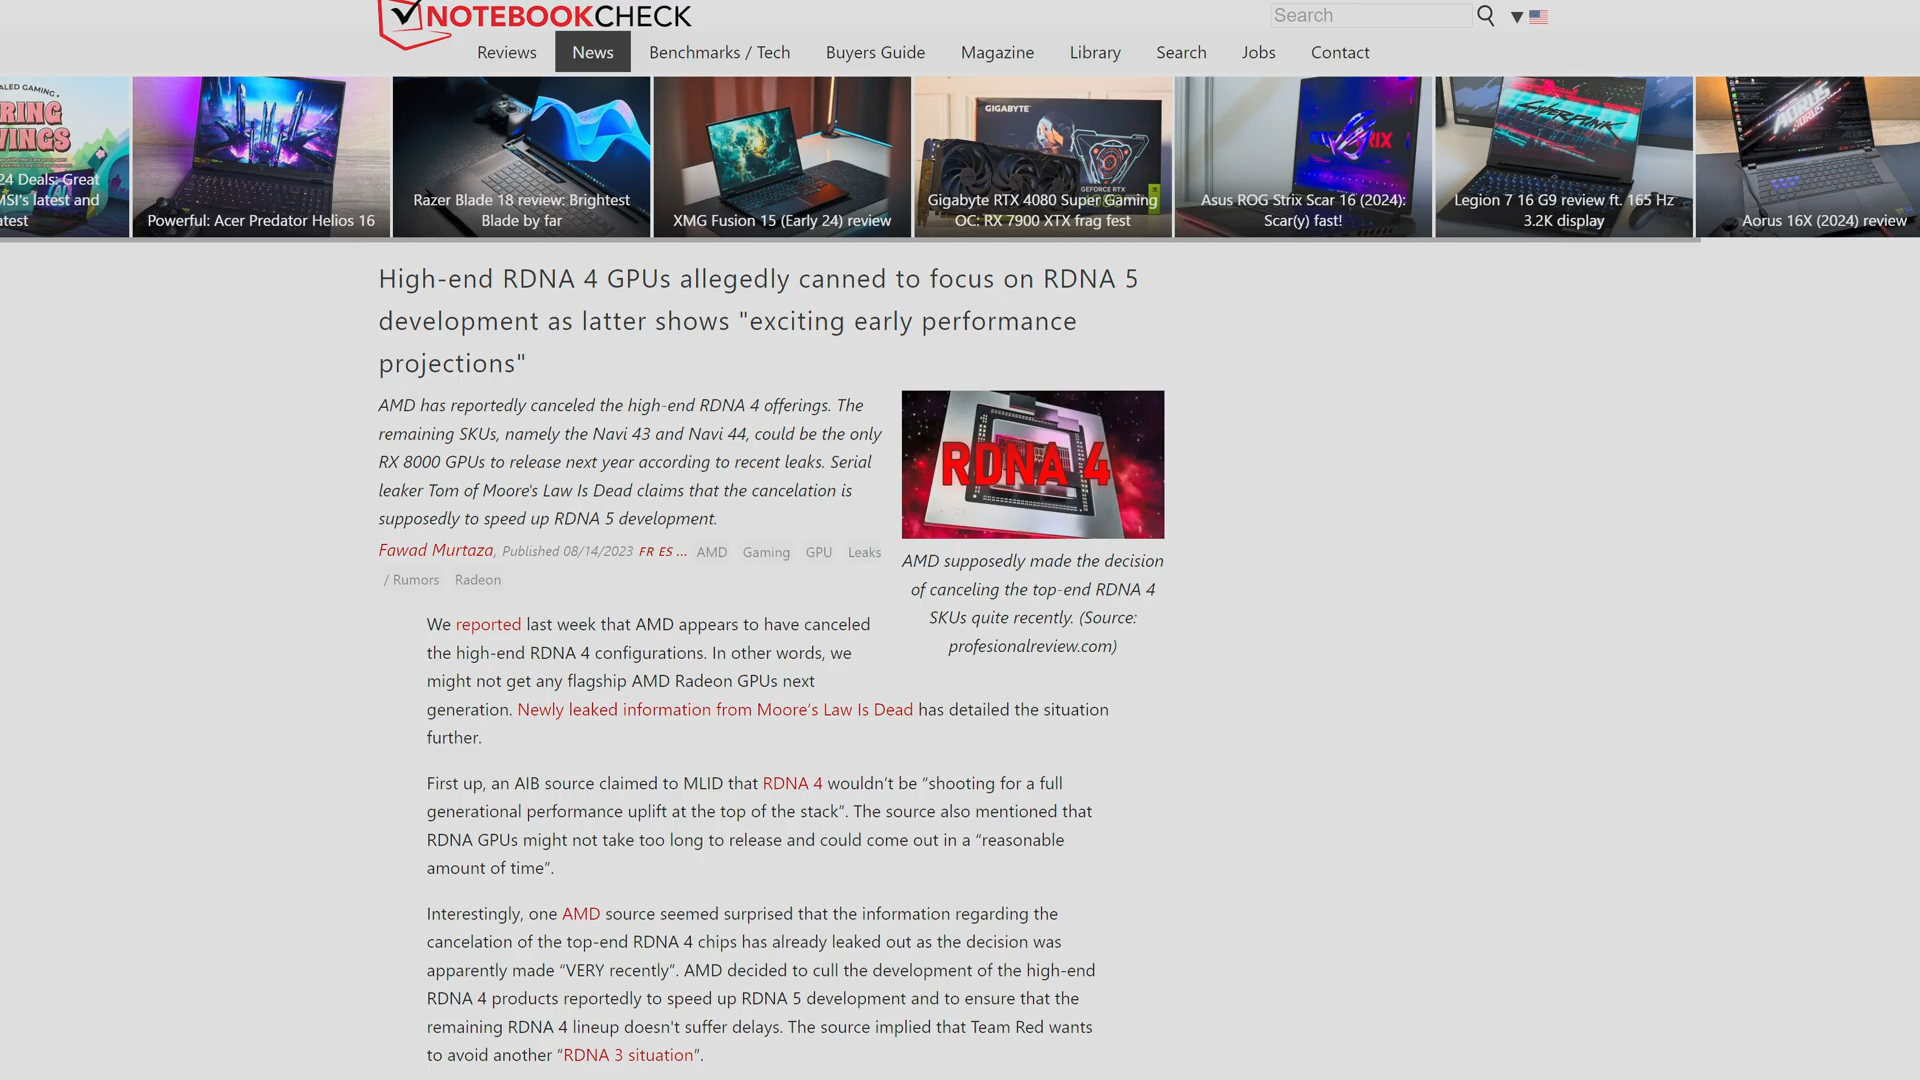 NOTEBOOKCHECK
Search
Reviews
News
Benchmarks / Tech
Buyers Guide
Magazine
Library
Search
Jobs
Contact
ALED GAMING
RING
VINGS
24 Deals: Great
MSI's latest and
atest
Powerful: Acer Predator Helios 16
Razer Blade 18 review: Brightest
Blade by far
XMG Fusion 15 (Early 24) review
GIGABYTE
GEFORCE RTX
Gigabyte RTX 4080 Super Gaming
OC: RX 7900 XTX frag fest
Asus ROG Strix Scar 16 (2024):
Scar(y) fast!
CYBERPUNK
Legion 7 16 G9 review ft. 165 Hz
3.2K display
AORUS
Aorus 16X (2024) review
High-end RDNA 4 GPUs allegedly canned to focus on RDNA 5
development as latter shows "exciting early performance
projections"
AMD has reportedly canceled the high-end RDNA 4 offerings. The
remaining SKUs, namely the Navi 43 and Navi 44, could be the only
RX 8000 GPUs to release next year according to recent leaks. Serial
leaker Tom of Moore's Law Is Dead claims that the cancelation is
supposedly to speed up RDNA 5 development.
Fawad Murtaza, Published 08/14/2023 FR ES ... AMD Gaming GPU Leaks
/ Rumors Radeon
RDNA 4
AMD supposedly made the decision
of canceling the top-end RDNA 4
SKUs quite recently. (Source:
profesionalreview.com)
We reported last week that AMD appears to have canceled
the high-end RDNA 4 configurations. In other words, we
might not get any flagship AMD Radeon GPUs next
generation. Newly leaked information from Moore’s Law Is Dead has detailed the situation
further.
First up, an AIB source claimed to MLID that RDNA 4 wouldn’t be “shooting for a full
generational performance uplift at the top of the stack”. The source also mentioned that
RDNA GPUs might not take too long to release and could come out in a “reasonable
amount of time”.
Interestingly, one AMD source seemed surprised that the information regarding the
cancelation of the top-end RDNA 4 chips has already leaked out as the decision was
apparently made “VERY recently”. AMD decided to cull the development of the high-end
RDNA 4 products reportedly to speed up RDNA 5 development and to ensure that the
remaining RDNA 4 lineup doesn't suffer delays. The source implied that Team Red wants
to avoid another “RDNA 3 situation”.